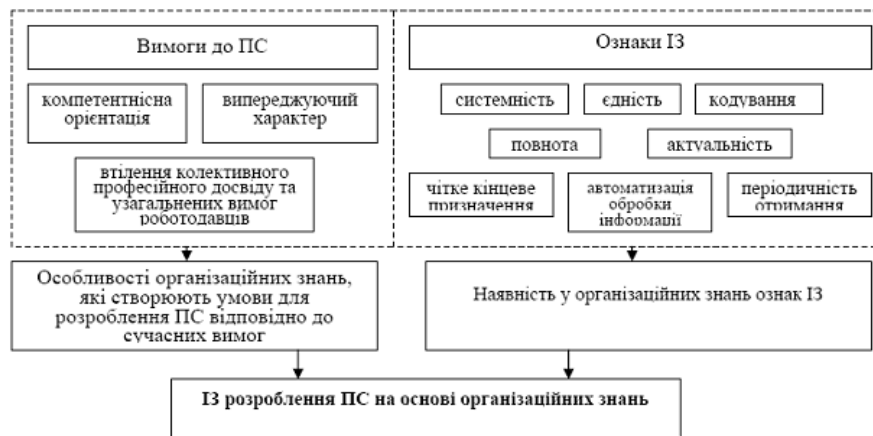 Вимоги до ПС
Ознаки ІЗ
компетентнісна
орієнтація
випереджуючий
характер
системність
єдність
кодування
повнота
актуальність
втілення колективного
професійного досвіду та
узагальнених вимог
роботодавців
чітке кінцеве
призначення
автоматизація
обробки
інформації
періодичність
отримання
Особливості організаційних знань,
які створюють умови для
розроблення ПС відповідно до
сучасних вимог
Наявність у організаційних знань ознак ІЗ
ІЗ розроблення ПС на основі організаційних знань